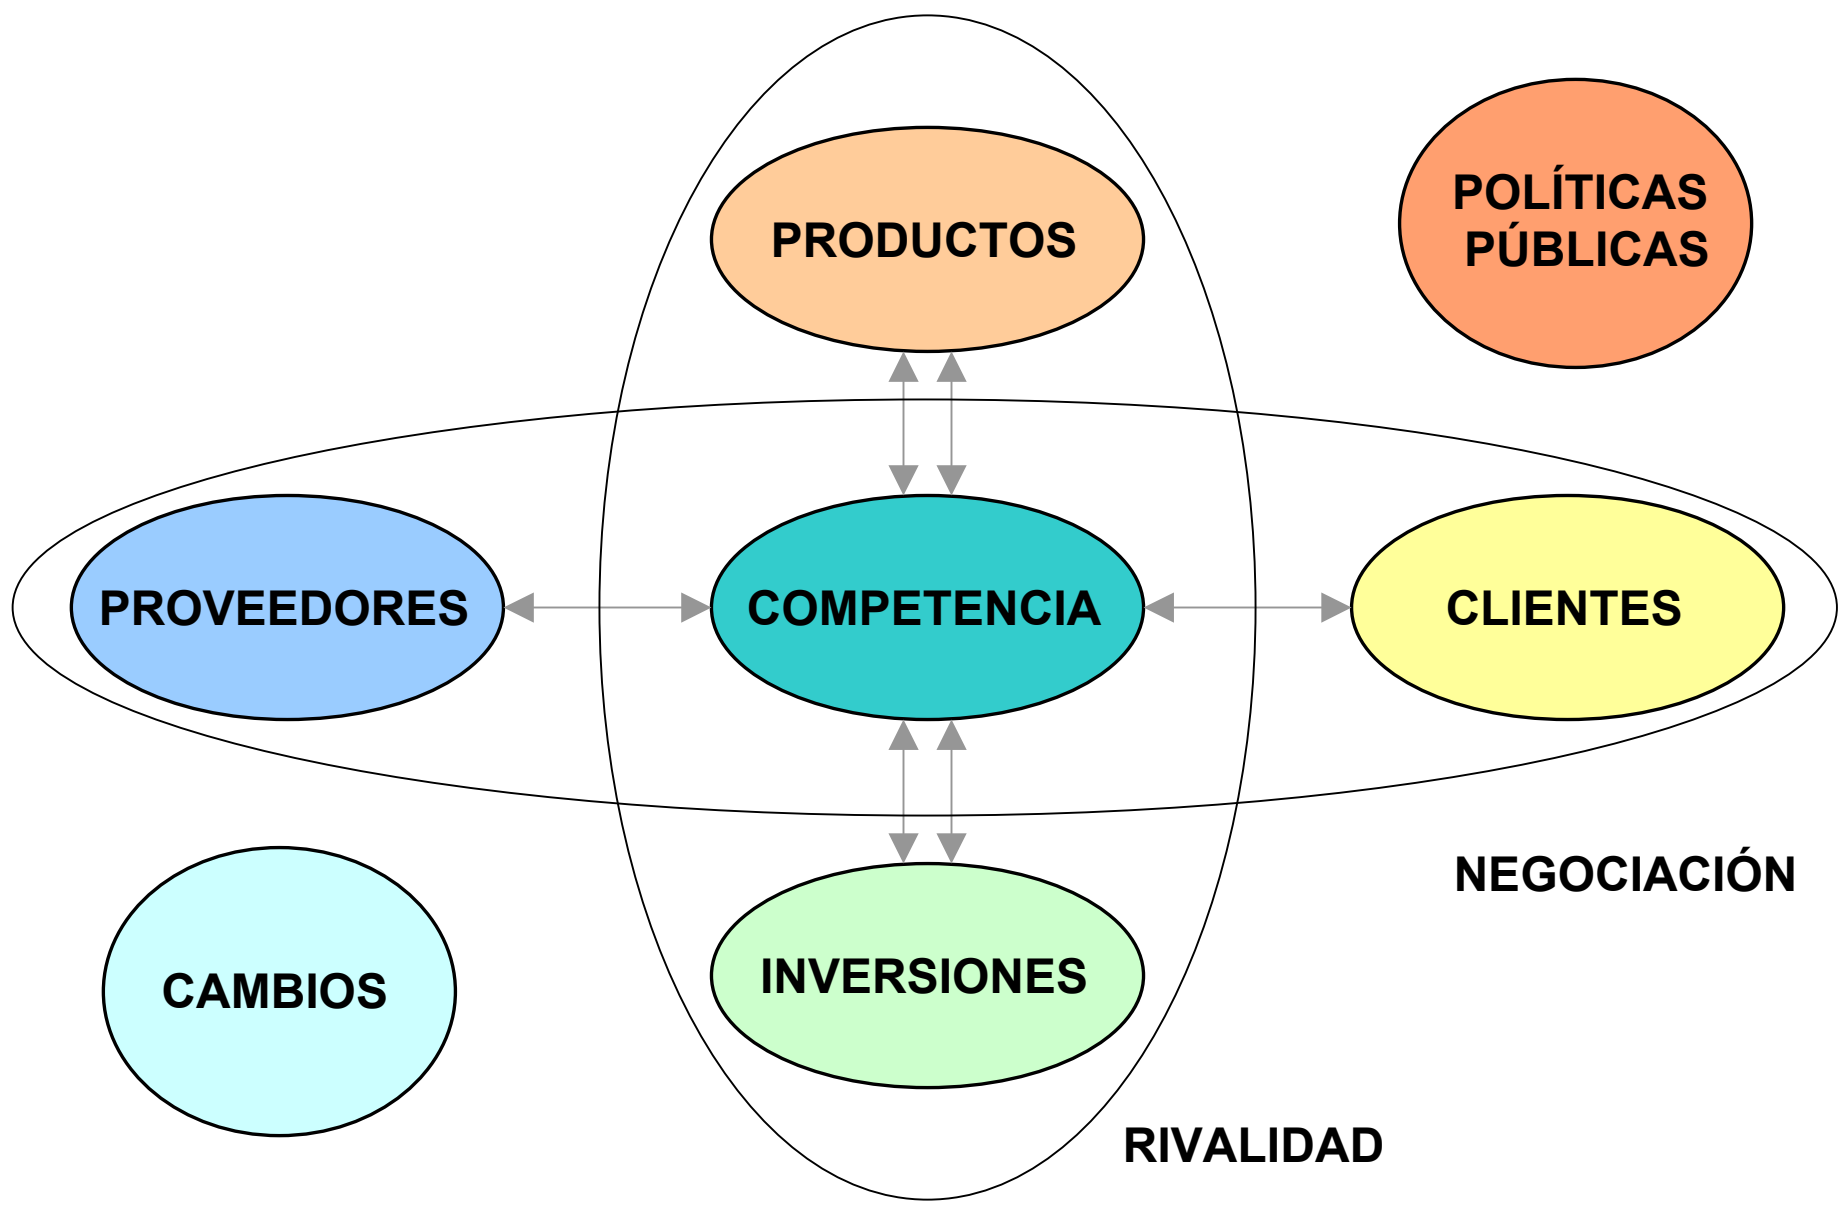 PRODUCTOS
POLÍTICAS
PÚBLICAS
PROVEEDORES
COMPETENCIA
CLIENTES
NEGOCIACIÓN
CAMBIOS
INVERSIONES
RIVALIDAD